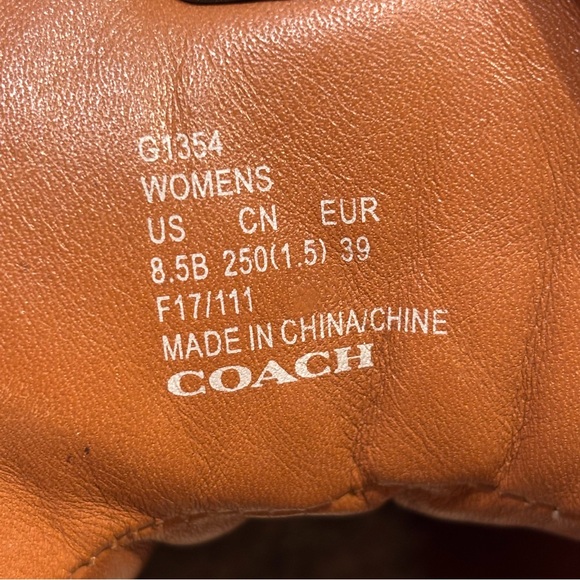 G1354
WOMENS
US CN EUR
8.5B 250(1.5) 39
F17/111
MADE IN CHINA/CHINE
COACH